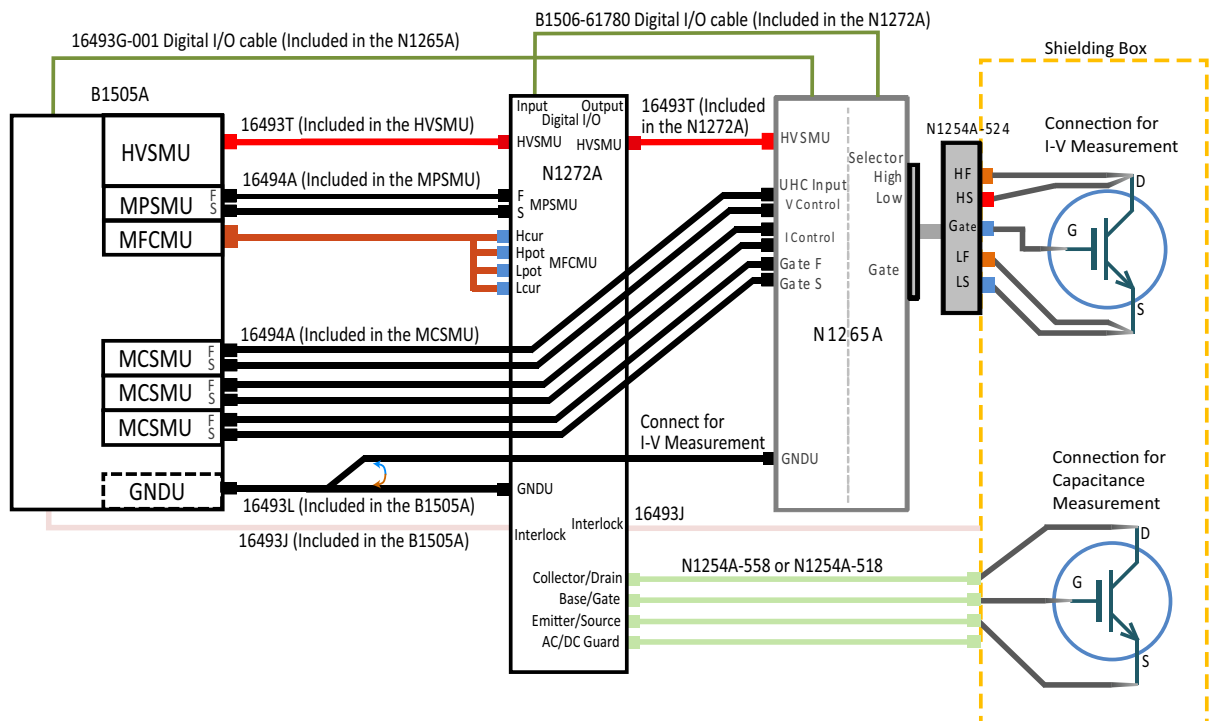 B1506-61780 Digital I/O cable (Included in the N1272A)
16493G-001 Digital I/O cable (Included in the N1265A)
Shielding Box
B1505A
HVSMU
MPSMU
F
S
MFCMU
MCSMU
F
S
MCSMU
F
S
MCSMU
F
S
GNDU
16493T (Included in the HVSMU)
16494A (Included in the MPSMU)
16494A (Included in the MCSMU)
16493L (Included in the B1505A)
16493J (Included in the B1505A)
Input
Output
Digital I/O
HVSMU
HVSMU
N1272A
F
S
MPSMU
Hcur
Hpot
Lpot
Lcur
MFCMU
GNDU
Interlock
Interlock
Collector/Drain
Base/Gate
Emitter/Source
AC/DC Guard
16493T (Included
in the N1272A)
Connect for
I-V Measurement
16493J
N1254A-558 or N1254A-518
HVSMU
UHC Input
V Control
I Control
Gate F
Gate S
Selector
High
Low
Gate
N1265A
GNDU
N1254A-524
HF
HS
Gate
LF
LS
Connection for
I-V Measurement
D
G
S
Connection for
Capacitance
Measurement
D
G
S